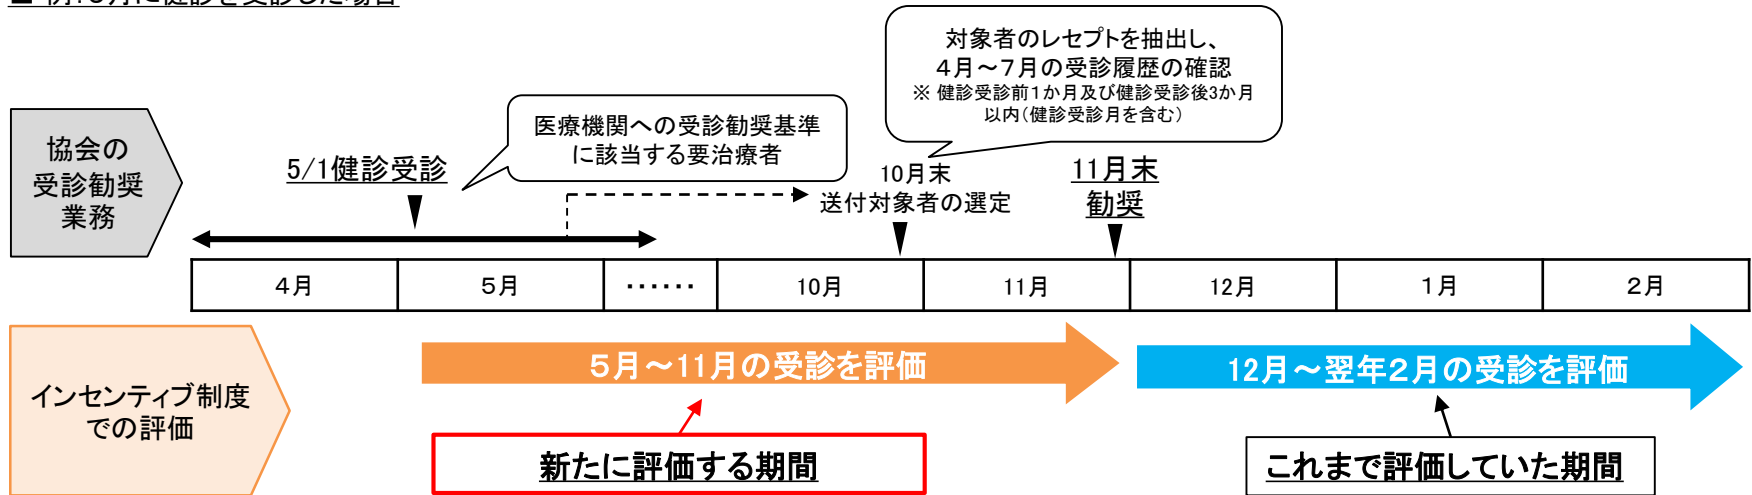 対象者のレセプトを抽出し、
４月～７月の受診履歴の確認
※ 健診受診前１か月及び健診受診後３か月
以内（健診受診月を含む）
医療機関への受診勧奨基準
に該当する要治療者
協会の
受診勧奨
業務
5/1健診受診
10月末
送付対象者の選定
11月末
勧奨
４月
５月
……
10月
11月
12月
１月
２月
インセンティブ制度
での評価
５月～11月の受診を評価
12月～翌年２月の受診を評価
新たに評価する期間
これまで評価していた期間